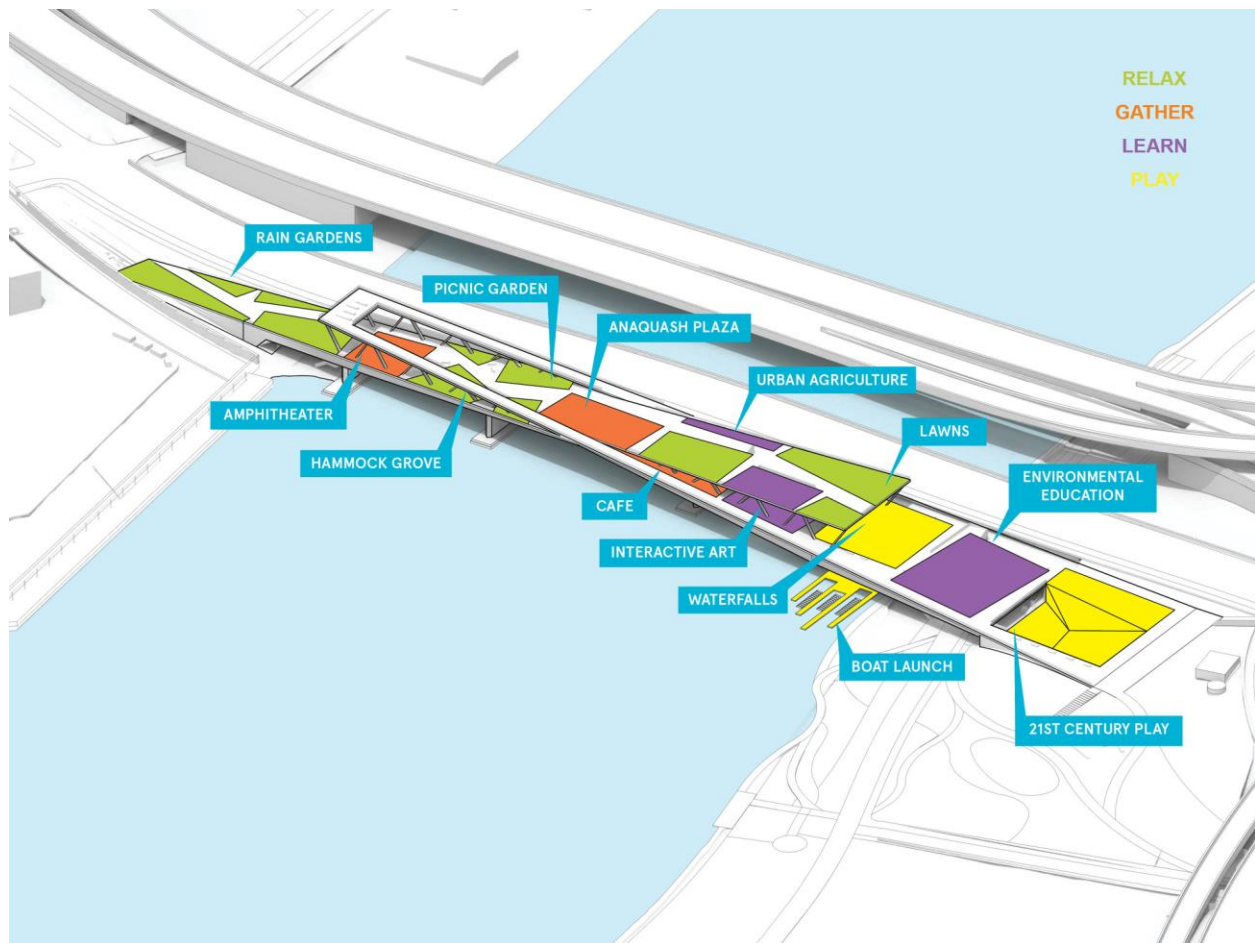 RELAX
GATHER
LEARN
PLAY
RAIN GARDENS
PICNIC GARDEN
ANAQUASH PLAZA
URBAN AGRICULTURE
LAWNS
ENVIRONMENTAL
EDUCATION
AMPHITHEATER
HAMMOCK GROVE
CAFE
INTERACTIVE ART
WATERFALLS
BOAT LAUNCH
21ST CENTURY PLAY